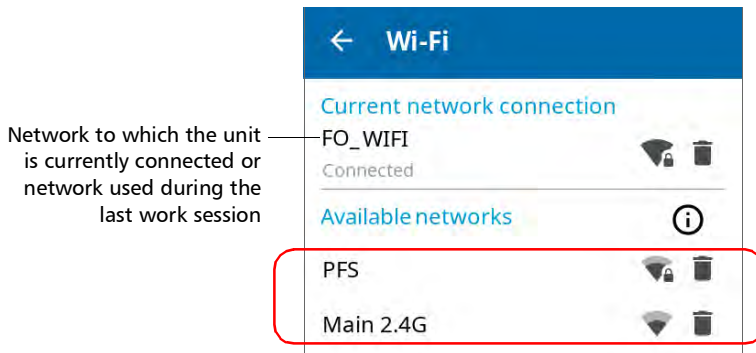 Wi-Fi
Current network connection
Network to which the unit
is currently connected or
network used during the
last work session
FO_WIFI
Connected
Available networks
PFS
Main 2.4G